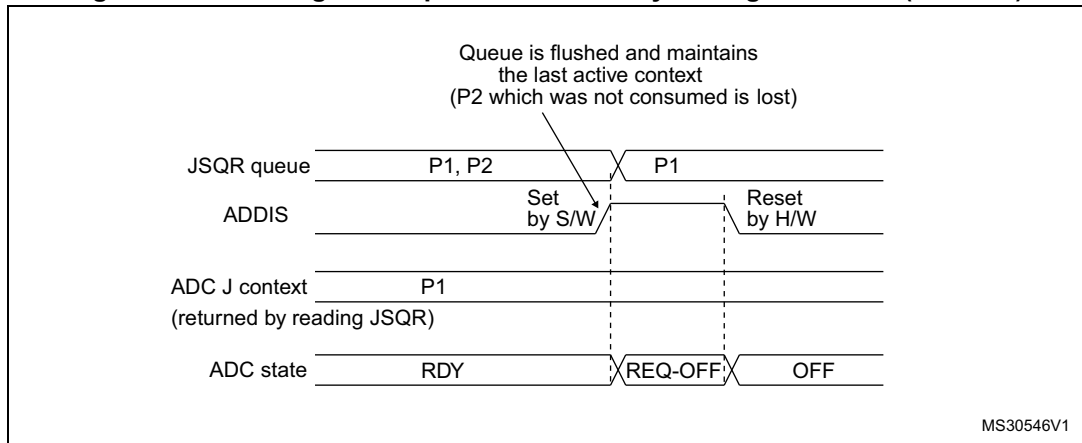 Queue is flushed and maintains
the last active context
(P2 which was not consumed is lost)
JSQR queue
P1, P2
P1
ADDIS
Set
by S/W
Reset
by H/W
ADC J context
P1
(returned by reading JSQR)
ADC state
RDY
REQ-OFF
OFF
MS30546V1